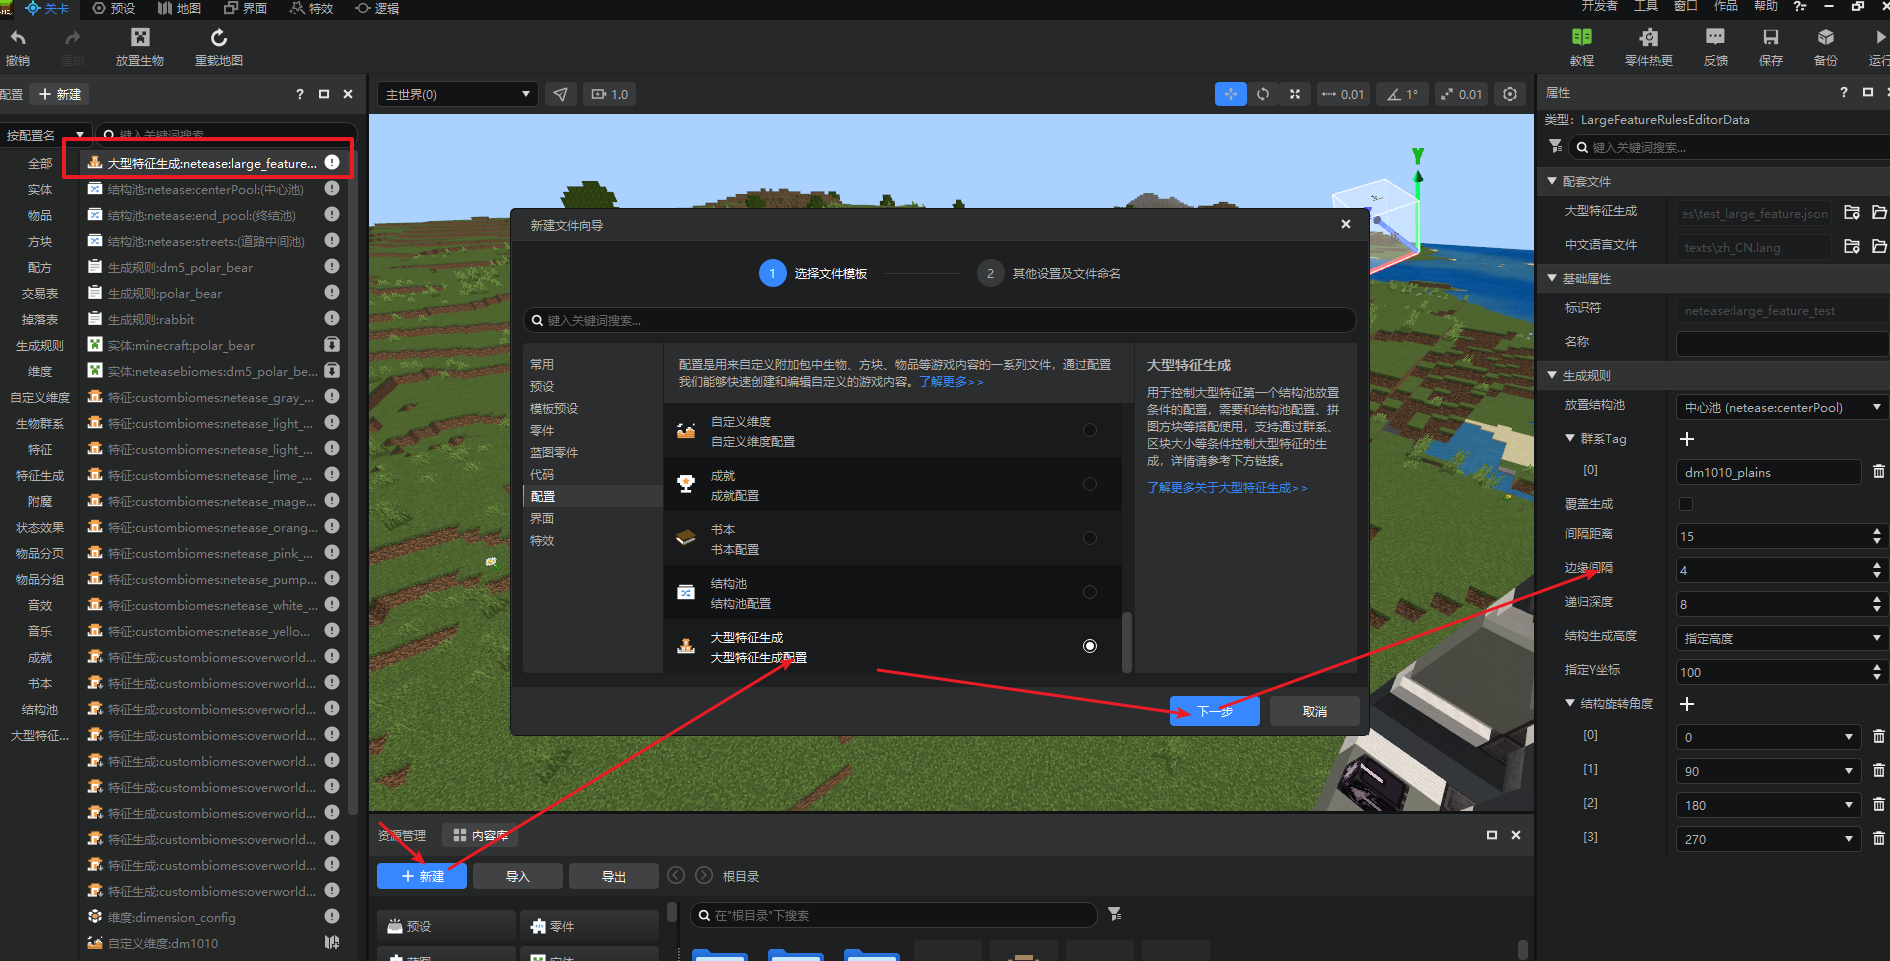 关卡
预设
地图
界面
特效
逻辑
开发者
工具
窗口
作品
帮助
撤销
重做
放置生物
重载地图
教程
零件热更
反馈
保存
备份
运行
配置
新建
按配置名
键入关键词搜索
全部
实体
物品
方块
配方
交易表
掉落表
生成规则
维度
自定义维度
生物群系
特征
特征生成
附魔
状态效果
物品分页
物品分组
音效
音乐
成就
书本
结构池
大型特征...
大型特征生成:netease:large_feature...
结构池:netease:centerPool:(中心池)
结构池:netease:end_pool:(终结池)
结构池:netease:streets:(道路中间池)
生成规则:dm5_polar_bear
生成规则:polar_bear
生成规则:rabbit
实体:minecraft:polar_bear
实体:neteasebiomes:dm5_polar_be...
特征:custombiomes:netease_gray_...
特征:custombiomes:netease_light_...
特征:custombiomes:netease_light_...
特征:custombiomes:netease_lime_...
特征:custombiomes:netease_mage...
特征:custombiomes:netease_orang...
特征:custombiomes:netease_pink_...
特征:custombiomes:netease_pump...
特征:custombiomes:netease_white_...
特征:custombiomes:netease_yello...
特征生成:custombiomes:overworld...
特征生成:custombiomes:overworld...
特征生成:custombiomes:overworld...
特征生成:custombiomes:overworld...
特征生成:custombiomes:overworld...
特征生成:custombiomes:overworld...
特征生成:custombiomes:overworld...
特征生成:custombiomes:overworld...
特征生成:custombiomes:overworld...
特征生成:custombiomes:overworld...
维度:dimension_config
自定义维度:dm1010
主世界(0)
1.0
0.01
1°
0.01
Y
新建文件向导
1 选择文件模板
2 其他设置及文件命名
键入关键词搜索...
常用
预设
模板预设
零件
蓝图零件
代码
配置
界面
特效
配置是用来自定义附加包中生物、方块、物品等游戏内容的一系列文件，通过配置
我们能够快速创建和编辑自定义的游戏内容。了解更多>>
自定义维度
自定义维度配置
成就
成就配置
书本
书本配置
结构池
结构池配置
大型特征生成
大型特征生成配置
大型特征生成
用于控制大型特征第一个结构池放置
条件的配置，需要和结构池配置、拼
图方块等搭配使用，支持通过群系、
区块大小等条件控制大型特征的生
成，详情请参考下方链接。
了解更多关于大型特征生成>>
下一步
取消
资源管理
内容库
新建
导入
导出
根目录
预设
零件
在"根目录"下搜索
属性
类型: LargeFeatureRulesEditorData
键入关键词搜索...
配套文件
大型特征生成
es\test_large_feature.json
中文语言文件
texts\zh_CN.lang
基础属性
标识符
netease:large_feature_test
名称
生成规则
放置结构池
中心池 (netease:centerPool)
群系Tag
[0]
dm1010_plains
覆盖生成
间隔距离
15
边缘间隔
4
递归深度
8
结构生成高度
指定高度
指定Y坐标
100
结构旋转角度
[0]
0
[1]
90
[2]
180
[3]
270